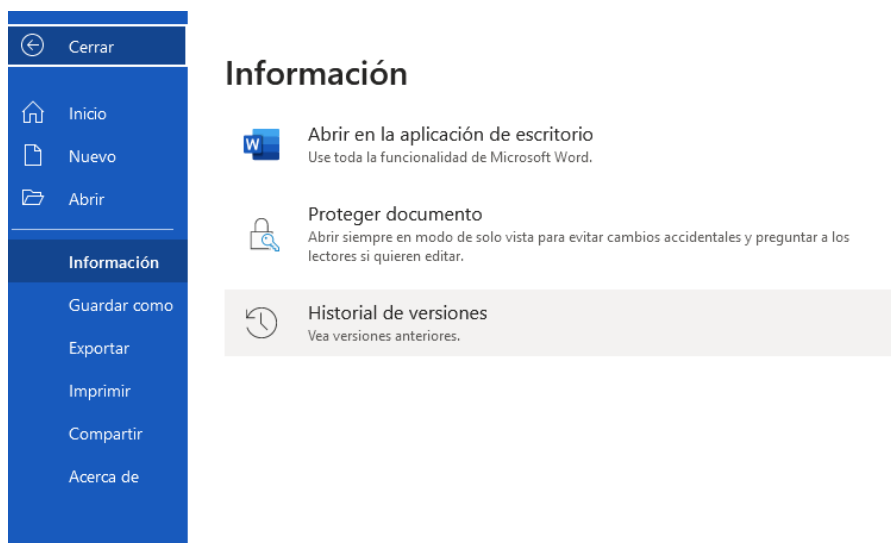 Cerrar
Inicio
Nuevo
Abrir
Información
Guardar como
Exportar
Imprimir
Compartir
Acerca de
Información
W
Abrir en la aplicación de escritorio
Use toda la funcionalidad de Microsoft Word.
Proteger documento
Abrir siempre en modo de solo vista para evitar cambios accidentales y preguntar a los
lectores si quieren editar.
Historial de versiones
Vea versiones anteriores.